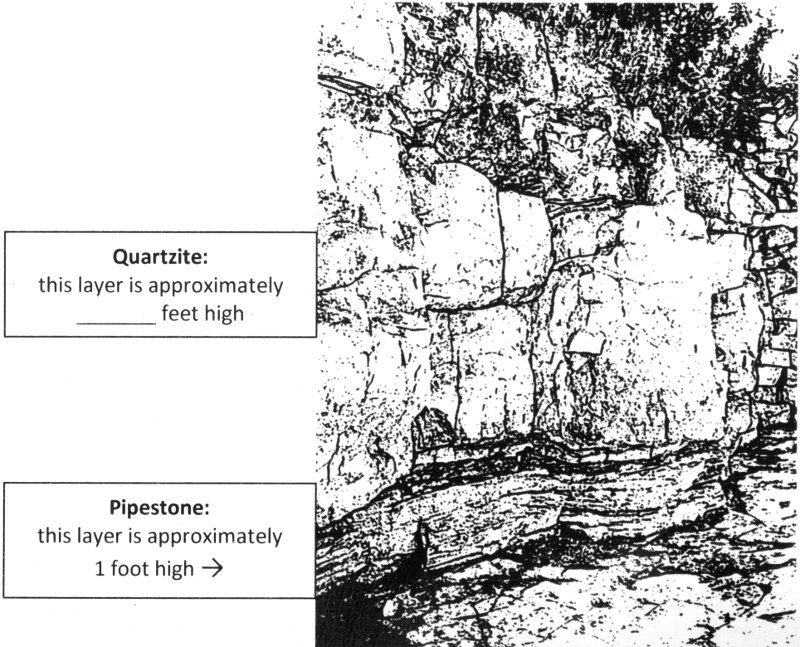 Quartzite:
this layer is approximately
________ feet high
Pipestone:
this layer is approximately
1 foot high →